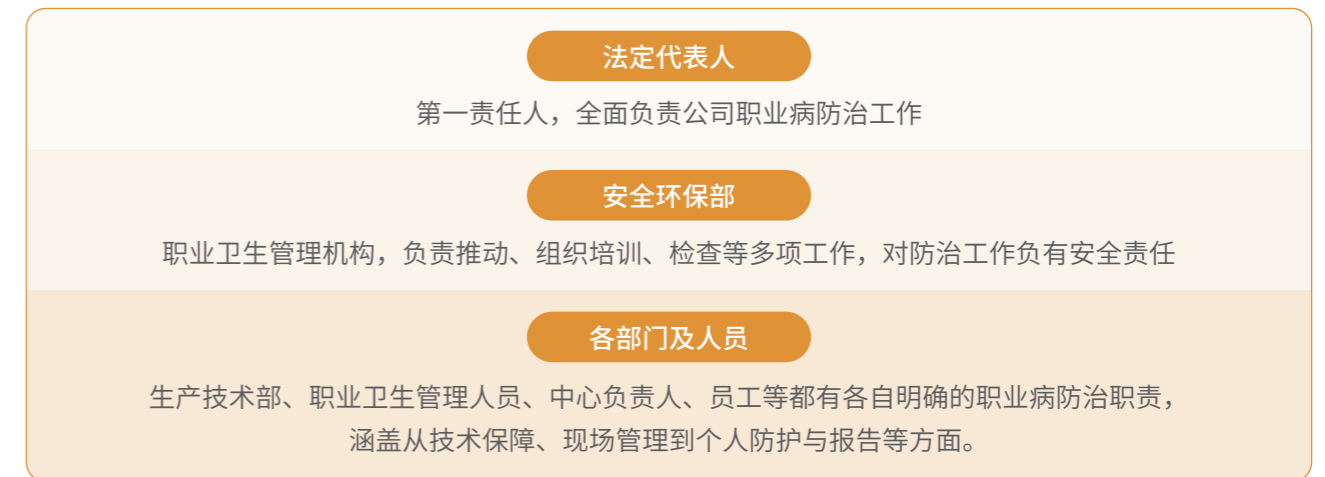 法定代表人
第一责任人，全面负责公司职业病防治工作
安全环保部
职业卫生管理机构，负责推动、组织培训、检查等多项工作，对防治工作负有安全责任
各部门及人员
生产技术部、职业卫生管理人员、中心负责人、员工等都有各自明确的职业病防治职责，
涵盖从技术保障、现场管理到个人防护与报告等方面。